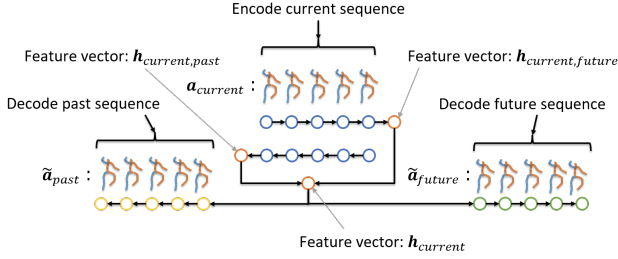 Encode current sequence
Feature vector: h_current,past
Feature vector: h_current,future
a_current :
Decode past sequence
Decode future sequence
ã_past :
ã_future :
Feature vector: h_current